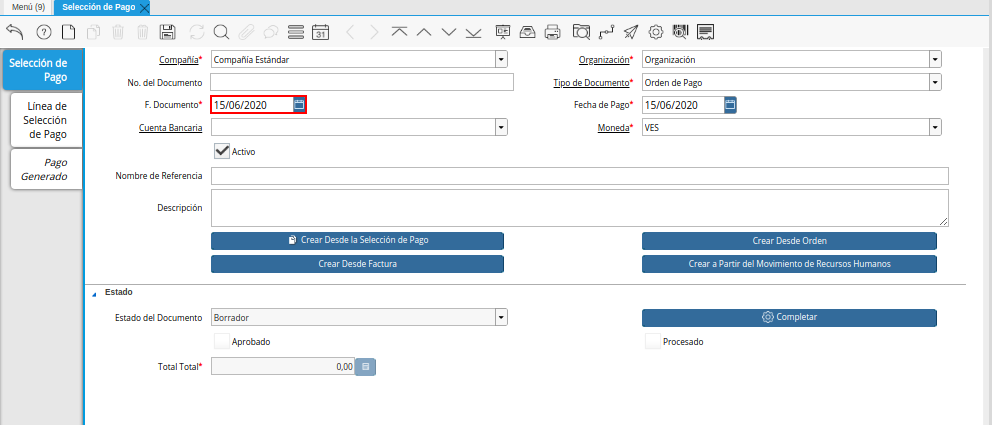 Menú (9) Selección de Pago
31
Selección de Pago
Línea de Selección de Pago
Pago Generado
Compañía* Compañía Estándar Organización* Organización
No. del Documento Tipo de Documento* Orden de Pago
F. Documento* 15/06/2020 Fecha de Pago* 15/06/2020
Cuenta Bancaria Moneda* VES
Activo
Nombre de Referencia
Descripción
Crear Desde la Selección de Pago Crear Desde Orden
Crear Desde Factura Crear a Partir del Movimiento de Recursos Humanos
Estado
Estado del Documento Borrador Completar
Aprobado Procesado
Total Total* 0,00